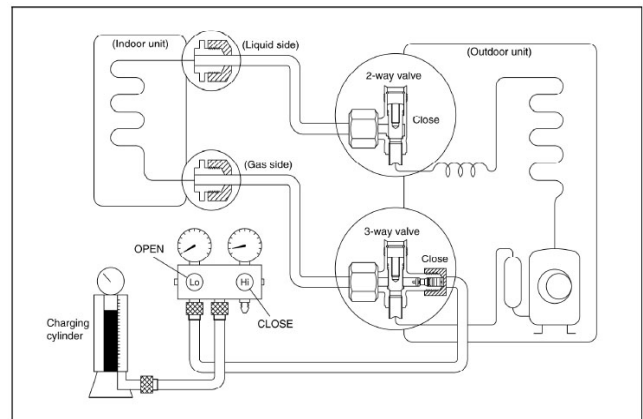 (Indoor unit)
(Liquid side)
(Outdoor unit)
2-way valve
Close
(Gas side)
3-way valve
Close
OPEN
Lo
Hi
CLOSE
Charging
cylinder